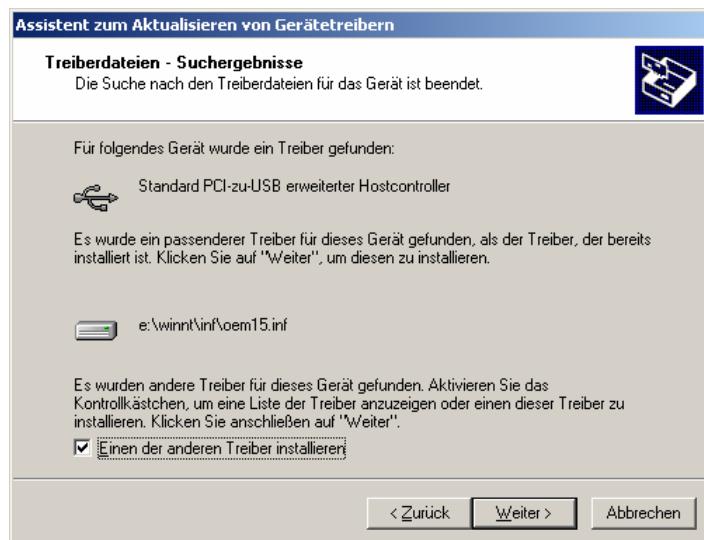 Assistent zum Aktualisieren von Gerätetreibern
Treiberdateien - Suchergebnisse
Die Suche nach den Treiberdateien für das Gerät ist beendet.
Für folgendes Gerät wurde ein Treiber gefunden:
Standard PCI-zu-USB erweiterter Hostcontroller
Es wurde ein passenderer Treiber für dieses Gerät gefunden, als der Treiber, der bereits
installiert ist. Klicken Sie auf "Weiter", um diesen zu installieren.
e:\winnt\inf\oem15.inf
Es wurden andere Treiber für dieses Gerät gefunden. Aktivieren Sie das
Kontrollkästchen, um eine Liste der Treiber anzuzeigen oder einen dieser Treiber zu
installieren. Klicken Sie anschließen auf "Weiter".
Einen der anderen Treiber installieren
< Zurück Weiter > Abbrechen